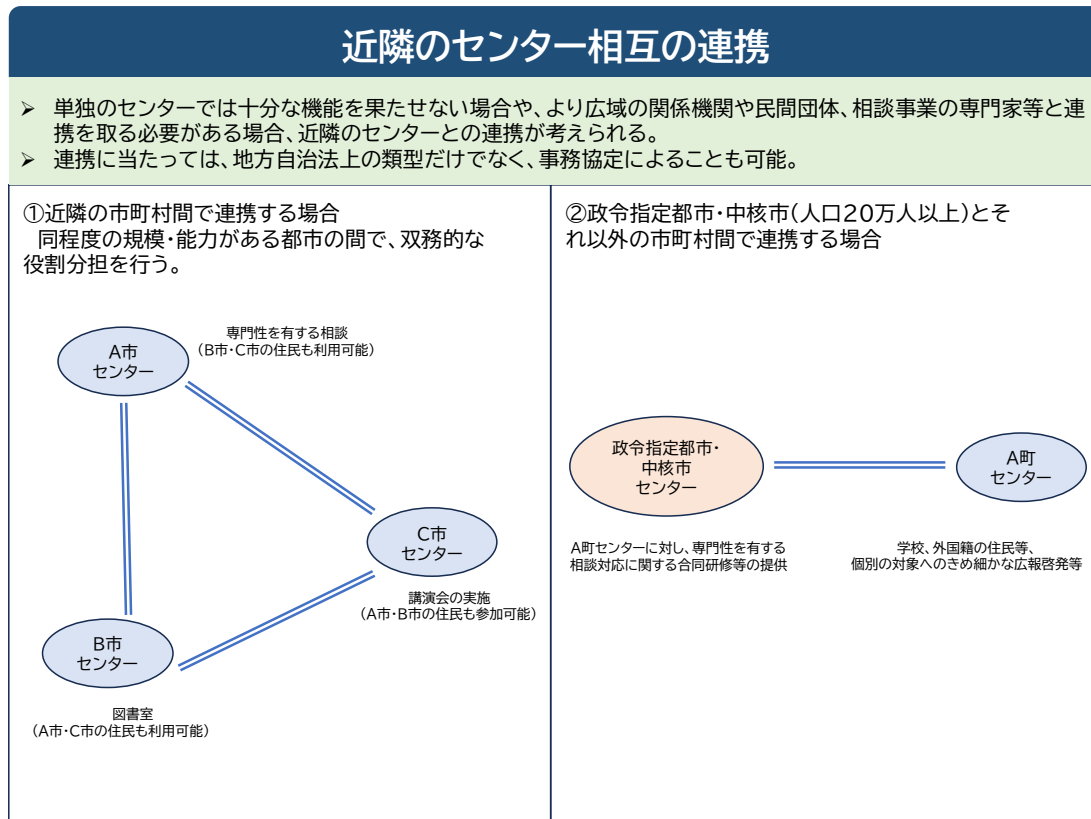 近隣のセンター相互の連携
➢ 単独のセンターでは十分な機能を果たせない場合や、より広域の関係機関や民間団体、相談事業の専門家等と連
携を取る必要がある場合、近隣のセンターとの連携が考えられる。
➢ 連携に当たっては、地方自治法上の類型だけでなく、事務協定によることも可能。
①近隣の市町村間で連携する場合
同程度の規模・能力がある都市の間で、双務的な
役割分担を行う。
A市
センター
専門性を有する相談
（B市・C市の住民も利用可能）
C市
センター
講演会の実施
（A市・B市の住民も参加可能）
B市
センター
図書室
（A市・C市の住民も利用可能）
②政令指定都市・中核市（人口20万人以上）とそ
れ以外の市町村間で連携する場合
政令指定都市・
中核市
センター
A町センターに対し、専門性を有する
相談対応に関する合同研修等の提供
A町
センター
学校、外国籍の住民等、
個別の対象へのきめ細かな広報啓発等